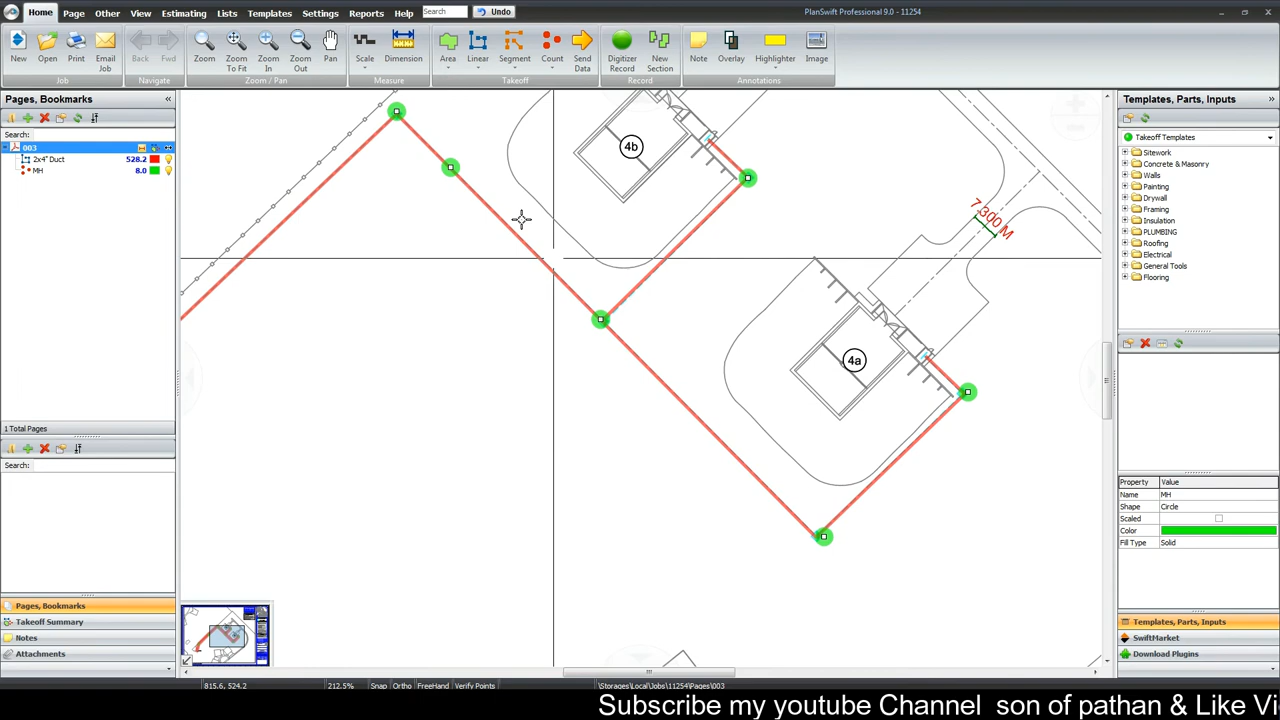 PlanSwift Professional 9.0 - 11254
Home Page Other View Estimating Lists Templates Settings Reports Help Search Undo
New Open Print Email Job Back Fwd Zoom Zoom To Fit Zoom In Zoom Out Pan Scale Dimension Area Linear Segment Count Send Data Digitizer Record New Section Note Overlay Highlighter Image
Job Navigate Zoom / Pan Measure Takeoff Record Annotations
Pages, Bookmarks
Search:
003
2x4" Duct 528.2
MH 8.0
1 Total Pages
Search:
Pages, Bookmarks
Takeoff Summary
Notes
Attachments
4b
4a
7.300 M
Templates, Parts, Inputs
Takeoff Templates
Sitework
Concrete & Masonry
Walls
Painting
Drywall
Framing
Insulation
PLUMBING
Roofing
Electrical
General Tools
Flooring
Property Value
Name MH
Shape Circle
Scaled
Color
Fill Type Solid
Templates, Parts, Inputs
SwiftMarket
Download Plugins
815.6, 524.2 212.5% Snap Ortho FreeHand Verify Points \Storages\Local\Jobs\11254\Pages\003
Subscribe my youtube Channel son of pathan & Like Vi